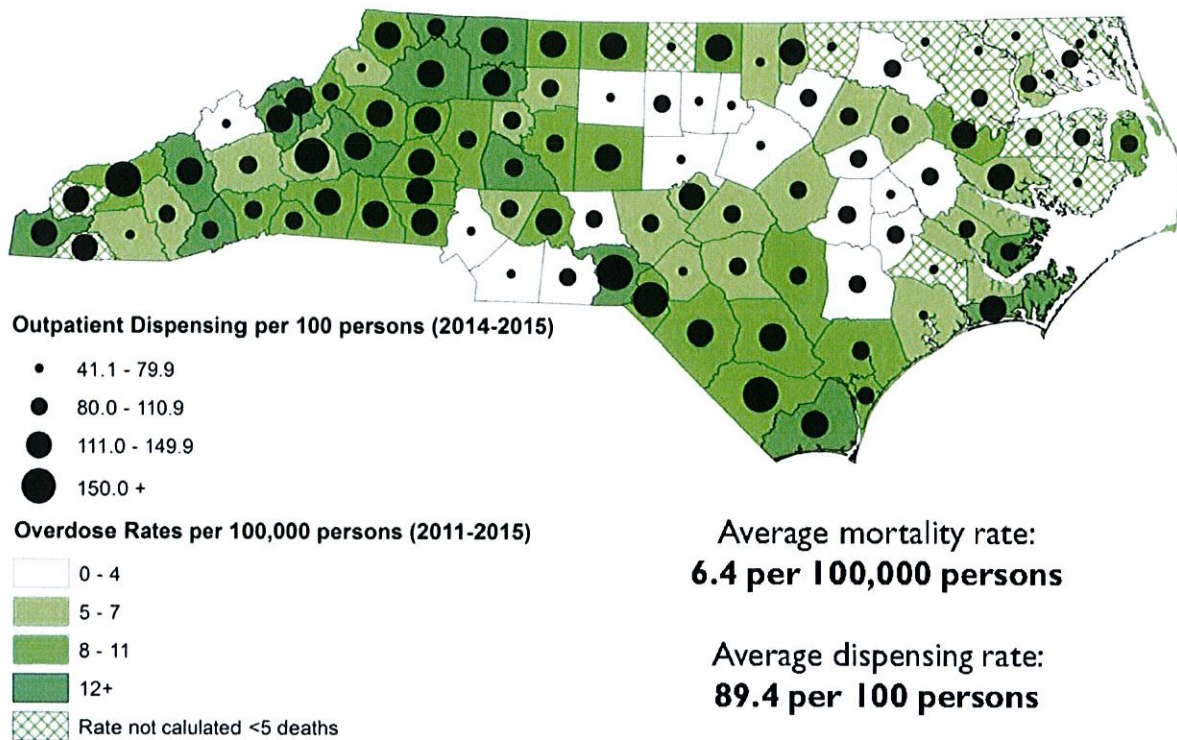 Outpatient Dispensing per 100 persons (2014-2015)
41.1 - 79.9
80.0 - 110.9
111.0 - 149.9
150.0 +
Overdose Rates per 100,000 persons (2011-2015)
0 - 4
5 - 7
8 - 11
12+
Rate not calulated <5 deaths
Average mortality rate:
6.4 per 100,000 persons
Average dispensing rate:
89.4 per 100 persons